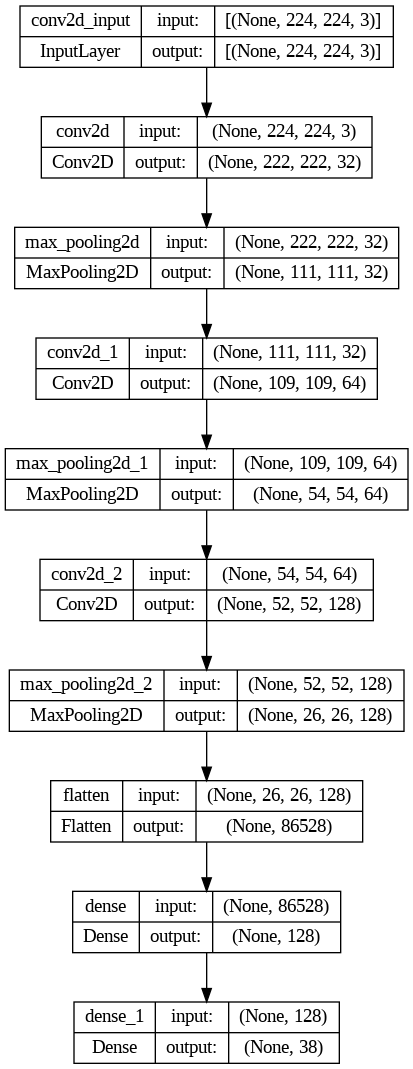 conv2d_input input: [(None, 224, 224, 3)]
InputLayer output: [(None, 224, 224, 3)]
conv2d input: (None, 224, 224, 3)
Conv2D output: (None, 222, 222, 32)
max_pooling2d input: (None, 222, 222, 32)
MaxPooling2D output: (None, 111, 111, 32)
conv2d_1 input: (None, 111, 111, 32)
Conv2D output: (None, 109, 109, 64)
max_pooling2d_1 input: (None, 109, 109, 64)
MaxPooling2D output: (None, 54, 54, 64)
conv2d_2 input: (None, 54, 54, 64)
Conv2D output: (None, 52, 52, 128)
max_pooling2d_2 input: (None, 52, 52, 128)
MaxPooling2D output: (None, 26, 26, 128)
flatten input: (None, 26, 26, 128)
Flatten output: (None, 86528)
dense input: (None, 86528)
Dense output: (None, 128)
dense_1 input: (None, 128)
Dense output: (None, 38)